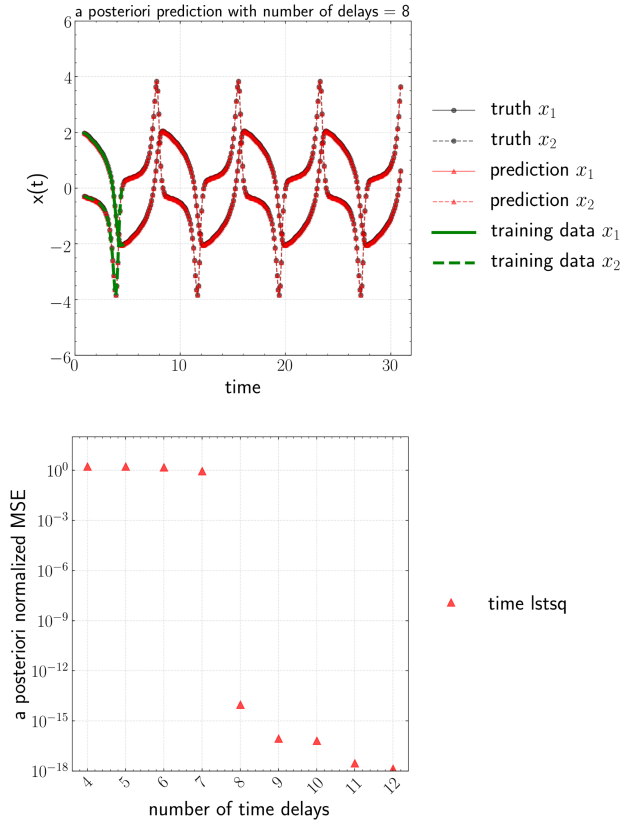 a posteriori prediction with number of delays = 8
6
4
2
0
−2
−4
−6
x(t)
0
10
20
30
time
truth x₁
truth x₂
prediction x₁
prediction x₂
training data x₁
training data x₂
10⁰
10⁻³
10⁻⁶
10⁻⁹
10⁻¹²
10⁻¹⁵
10⁻¹⁸
a posteriori normalized MSE
4
5
6
7
8
9
10
11
12
number of time delays
time lstsq